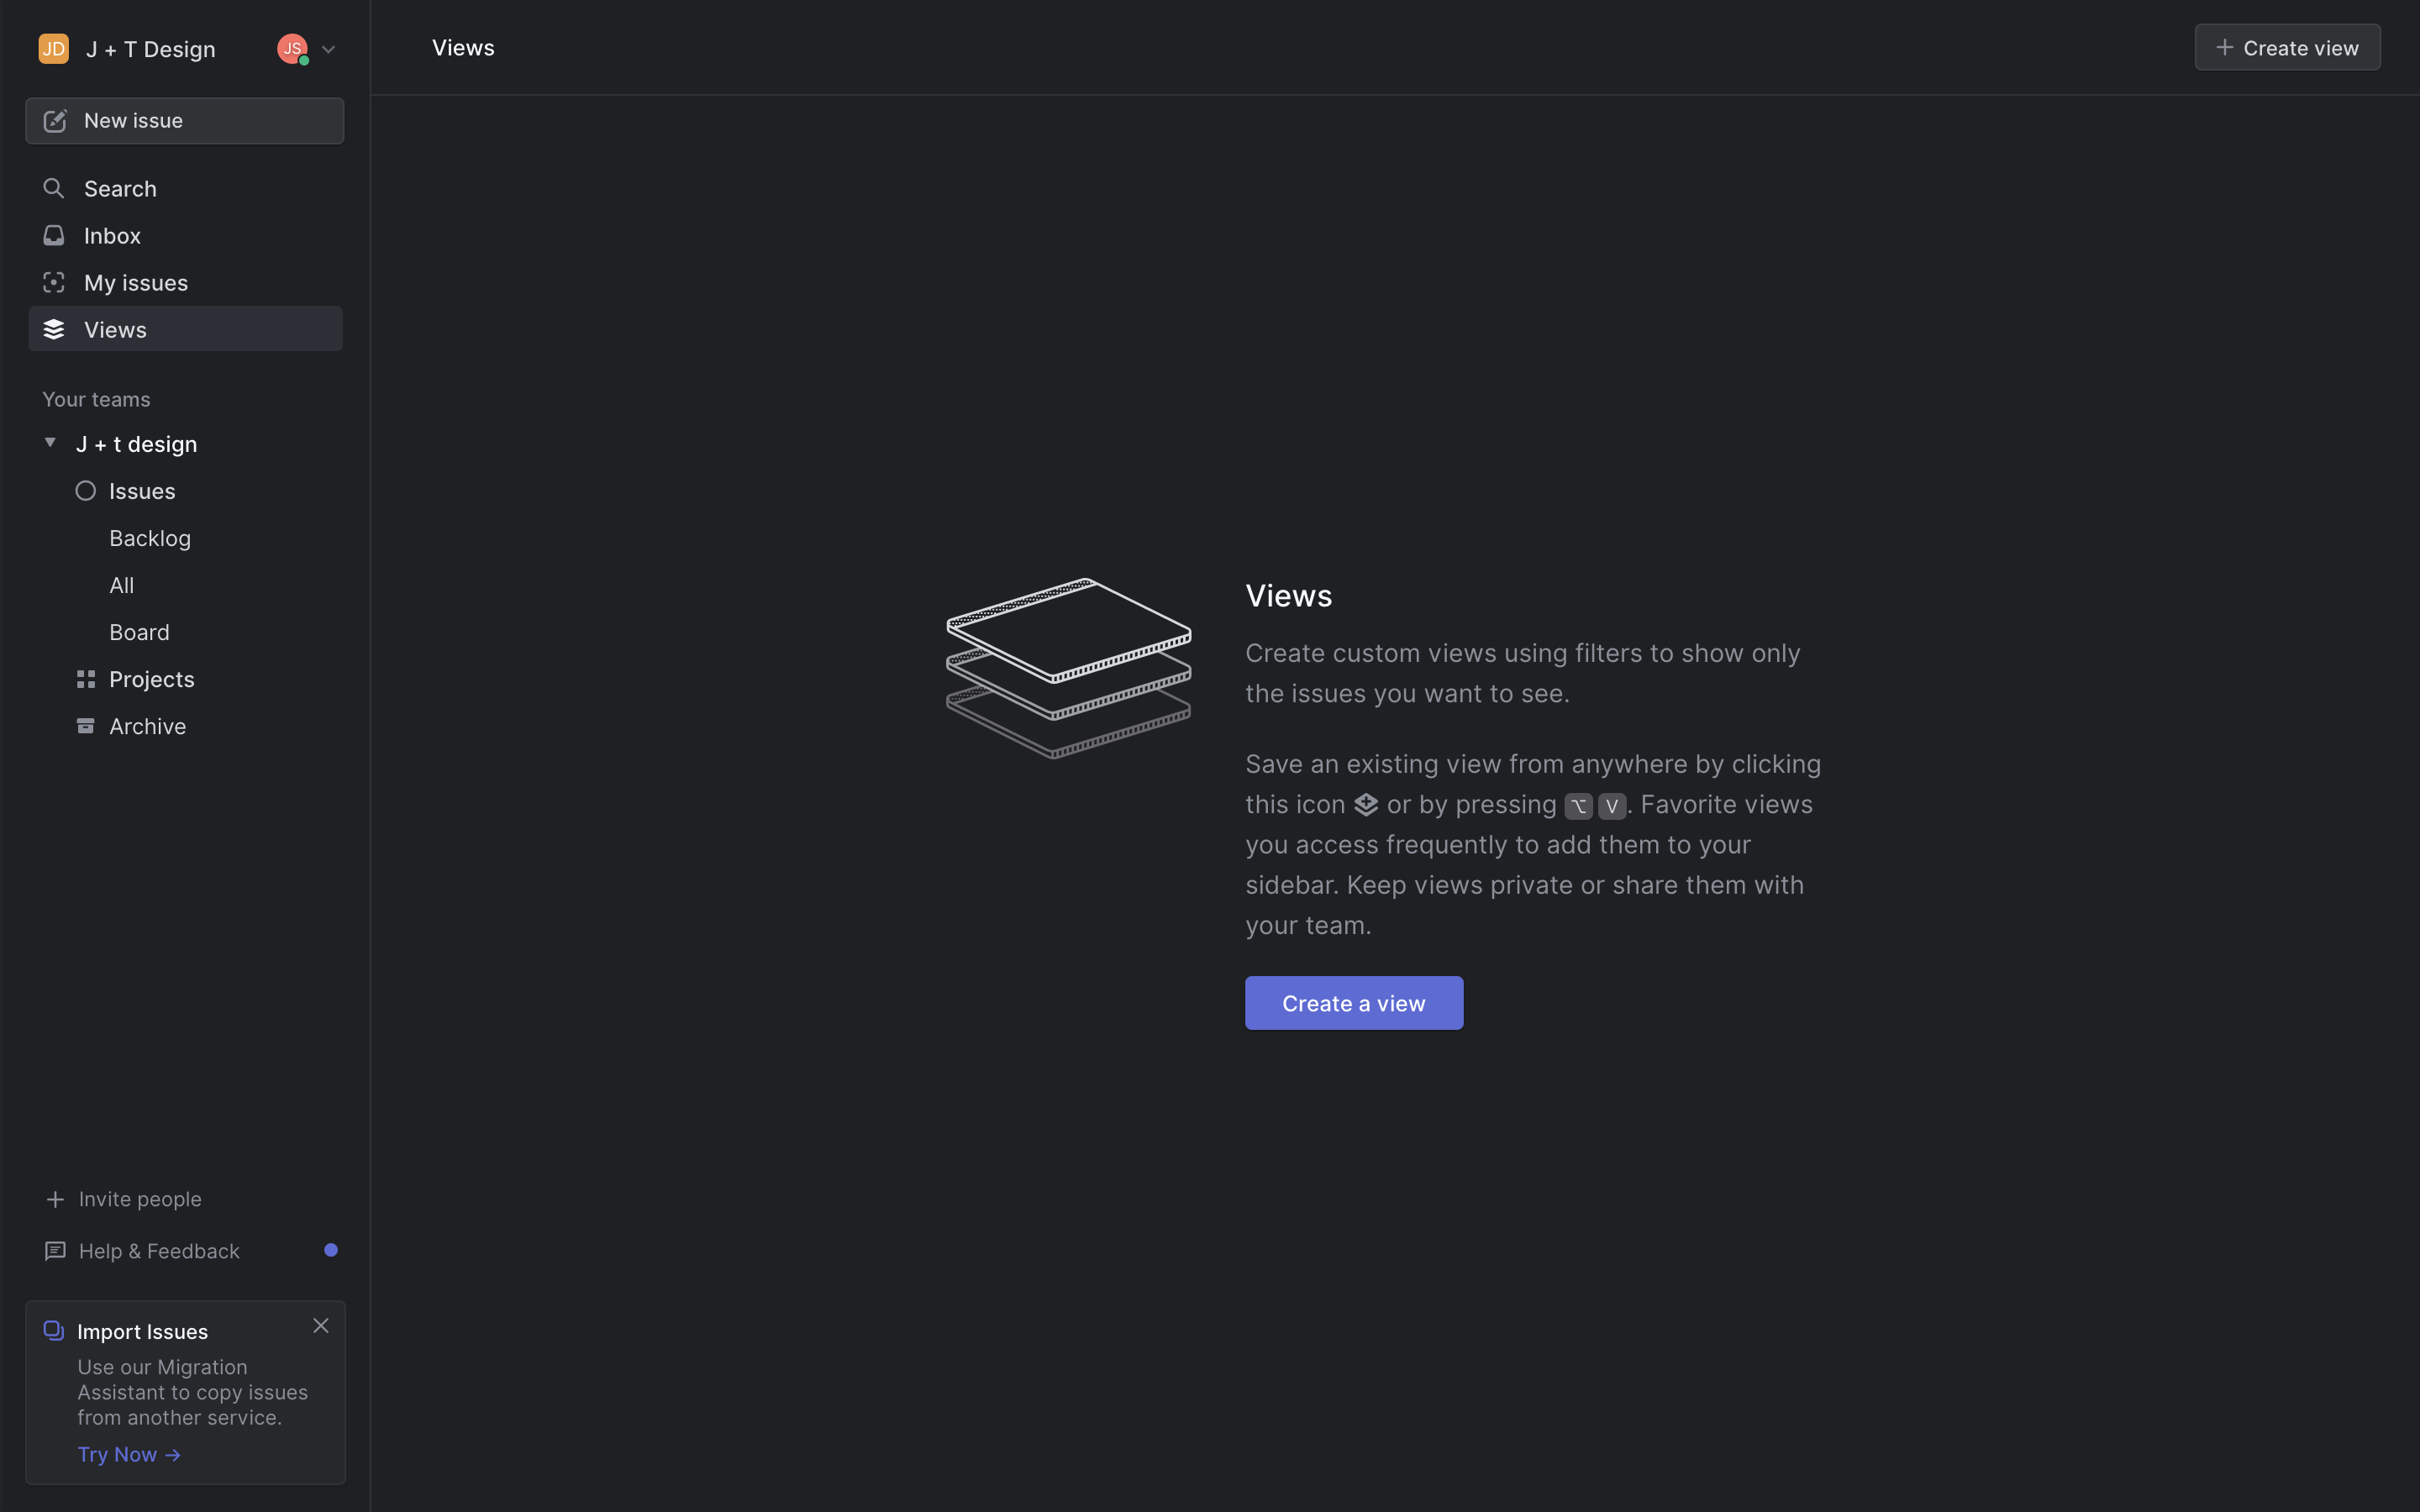 JD J + T Design JS
New issue
Search
Inbox
My issues
Views
Your teams
J + t design
Issues
Backlog
All
Board
Projects
Archive
Invite people
Help & Feedback
Import Issues
Use our Migration
Assistant to copy issues
from another service.
Try Now →
Views
+ Create view
Views
Create custom views using filters to show only
the issues you want to see.
Save an existing view from anywhere by clicking
this icon or by pressing ⌥ V. Favorite views
you access frequently to add them to your
sidebar. Keep views private or share them with
your team.
Create a view